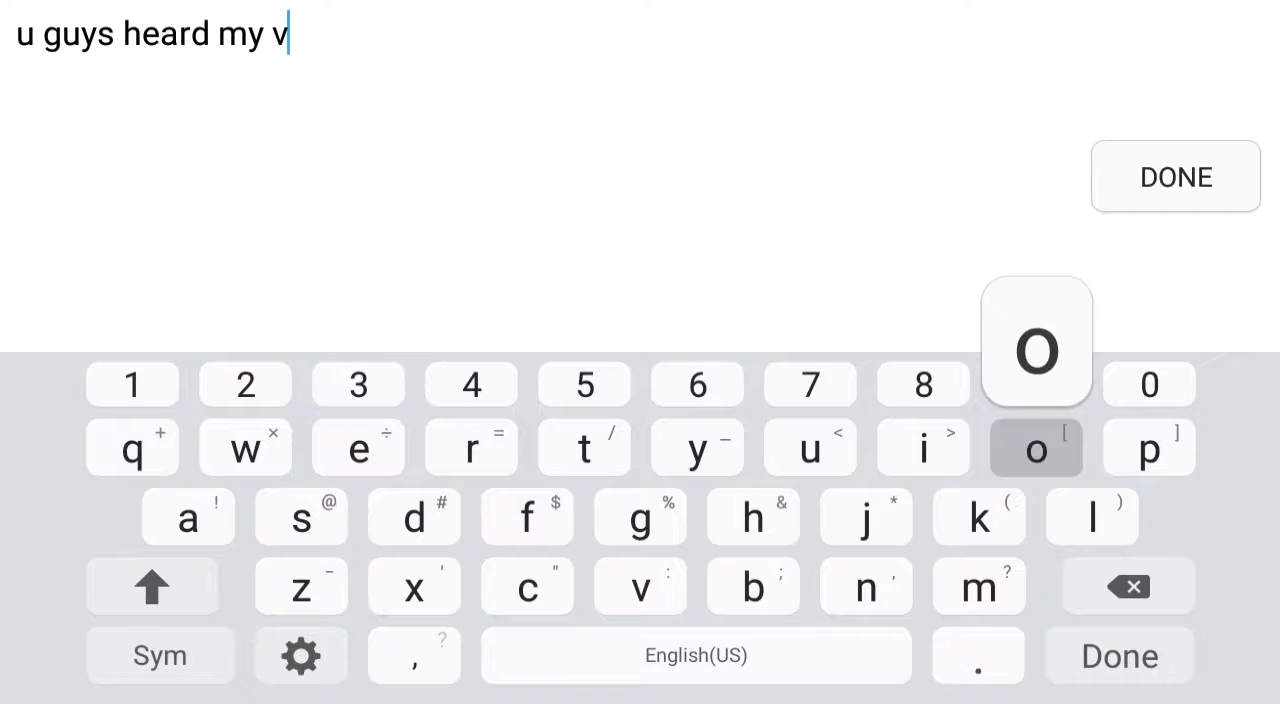 u guys heard my v
DONE
o
1 2 3 4 5 6 7 8 0
q + w × e ÷ r = t / y _ u < i > o [ p ]
a ! s @ d # f $ g % h & j * k ( l )
z - x ' c " v : b ; n , m ?
Sym , ? English(US) . Done